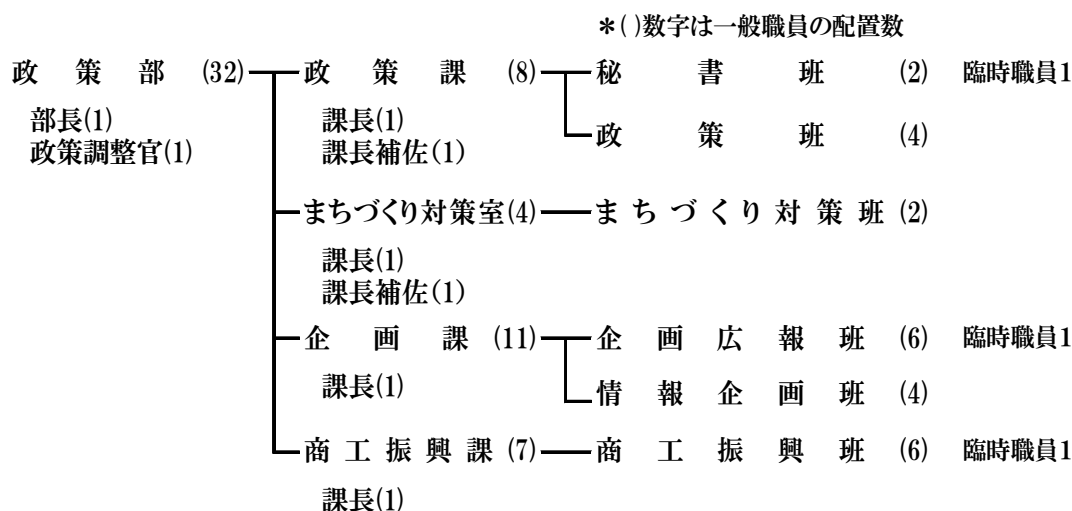 ＊( )数字は一般職員の配置数
政策部 (32) 政策課 (8) 秘書班 (2) 臨時職員1
部長(1) 課長(1)
政策調整官(1) 課長補佐(1)
政策班 (4)
まちづくり対策室(4) まちづくり対策班 (2)
課長(1)
課長補佐(1)
企画課 (11) 企画広報班 (6) 臨時職員1
課長(1)
情報企画班 (4)
商工振興課 (7) 商工振興班 (6) 臨時職員1
課長(1)